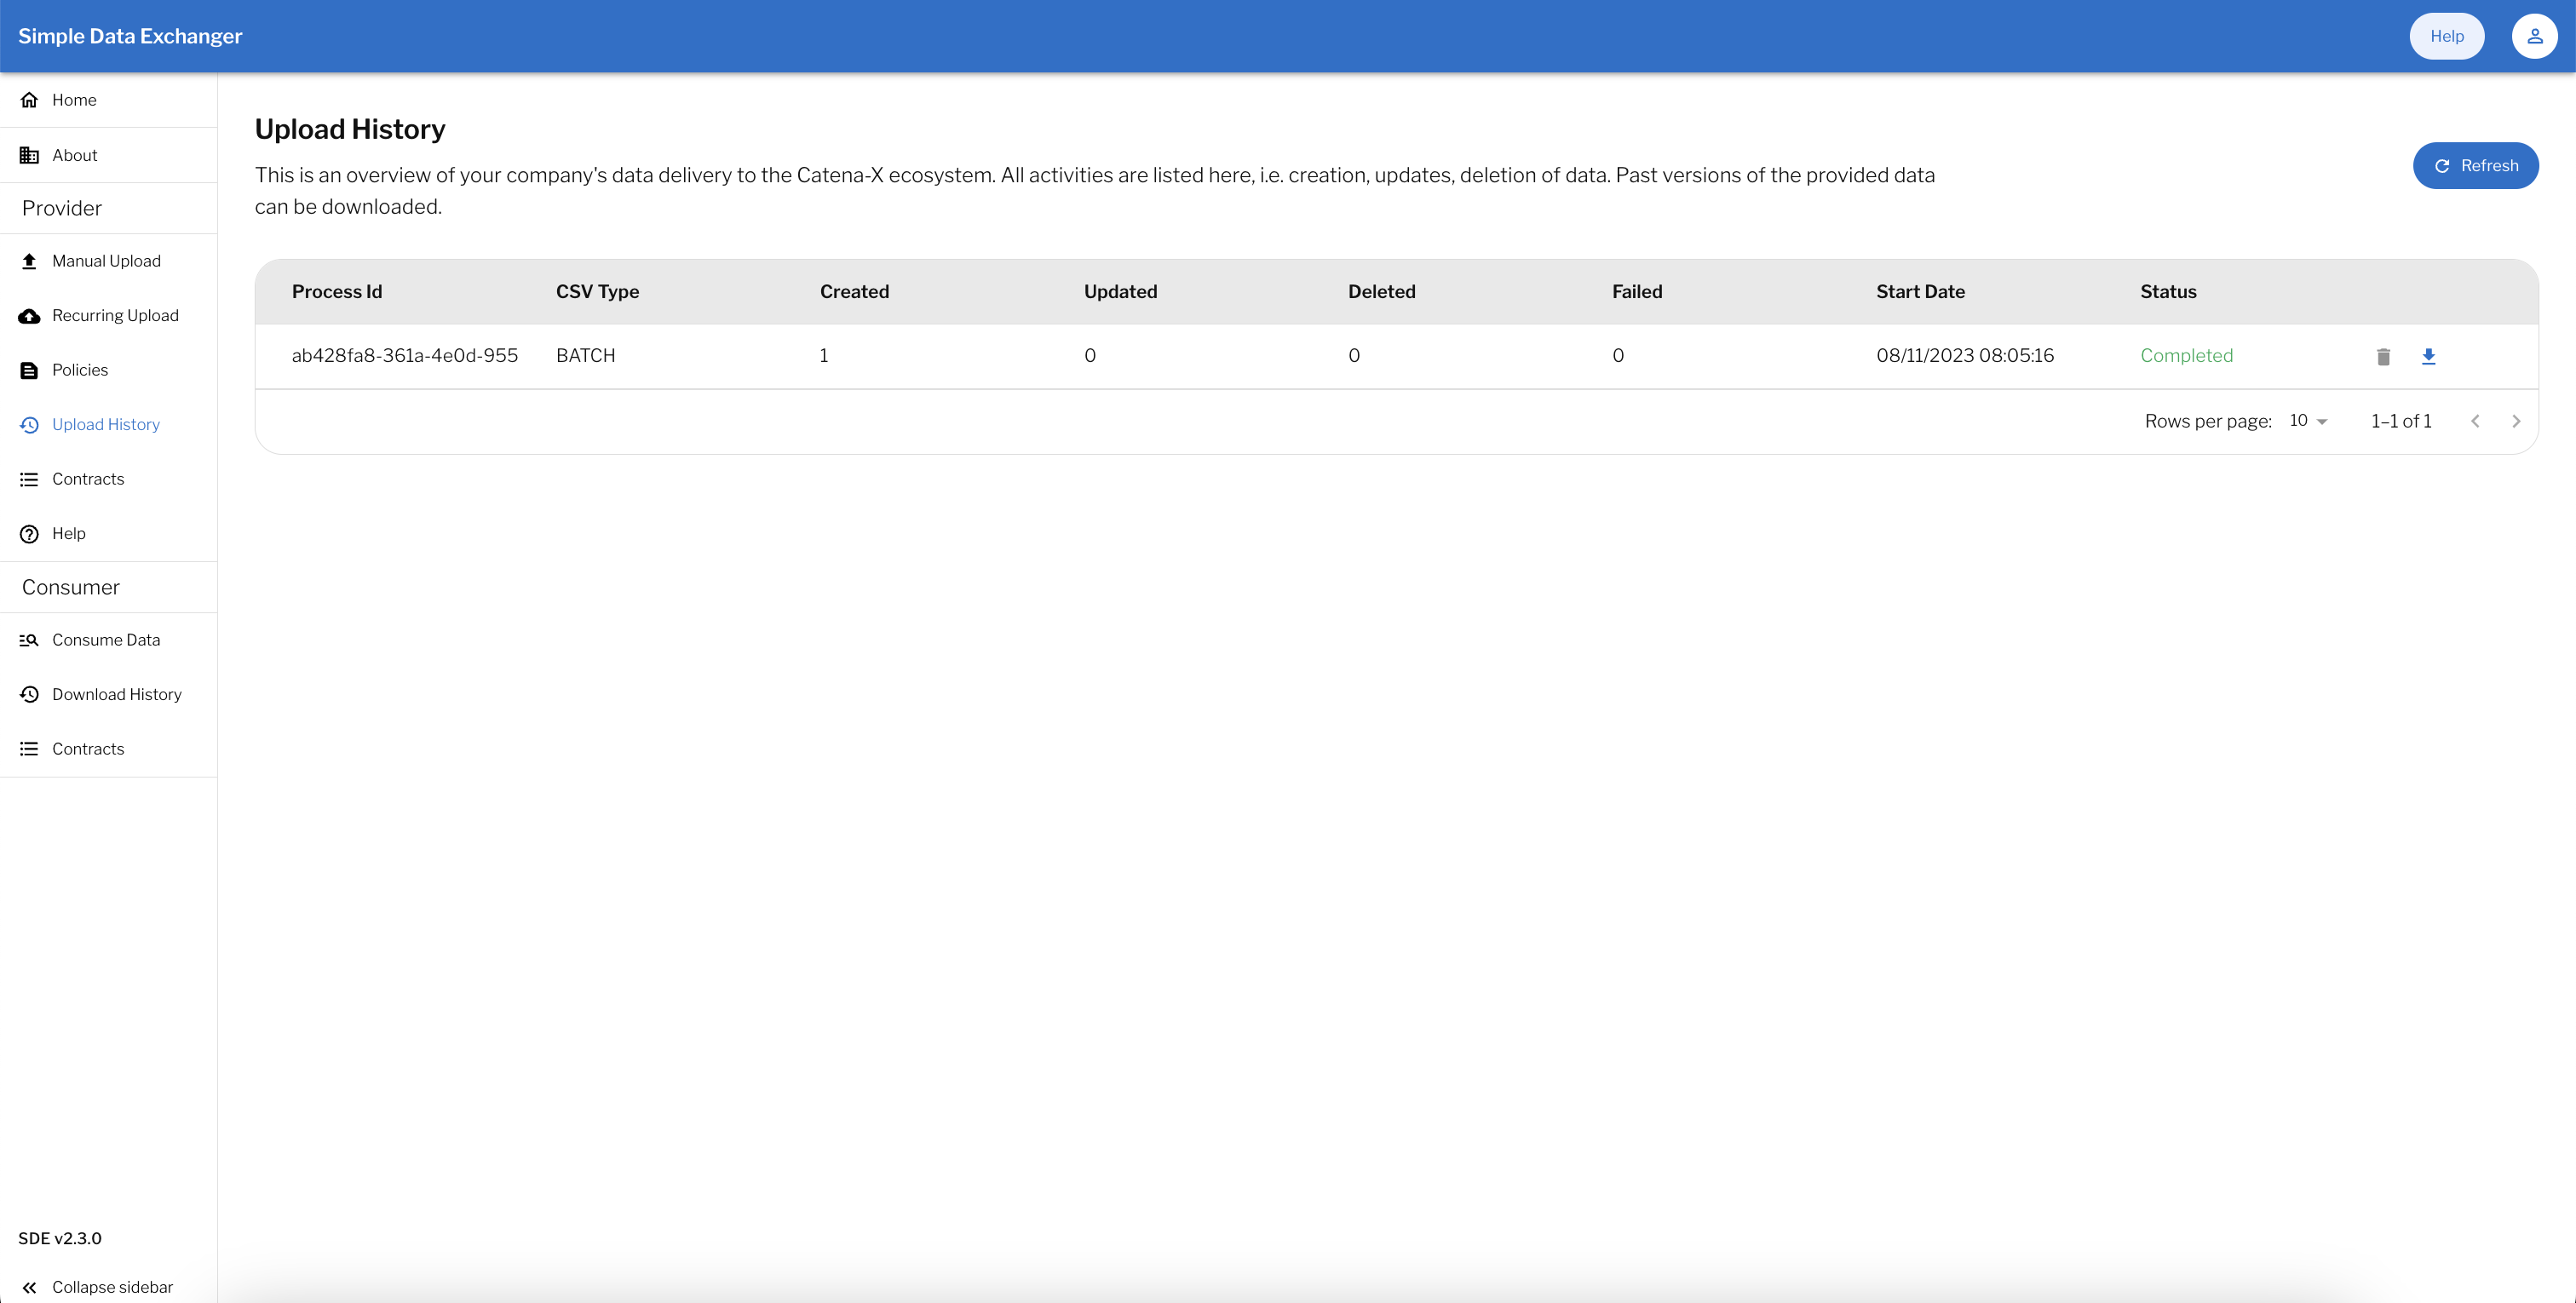 Simple Data Exchanger
Help
Home
About
Provider
Manual Upload
Recurring Upload
Policies
Upload History
Contracts
Help
Consumer
Consume Data
Download History
Contracts
SDE v2.3.0
Collapse sidebar
Upload History
This is an overview of your company's data delivery to the Catena-X ecosystem. All activities are listed here, i.e. creation, updates, deletion of data. Past versions of the provided data
can be downloaded.
Refresh
Process Id CSV Type Created Updated Deleted Failed Start Date Status
ab428fa8-361a-4e0d-955 BATCH 1 0 0 0 08/11/2023 08:05:16 Completed
Rows per page: 10 1–1 of 1